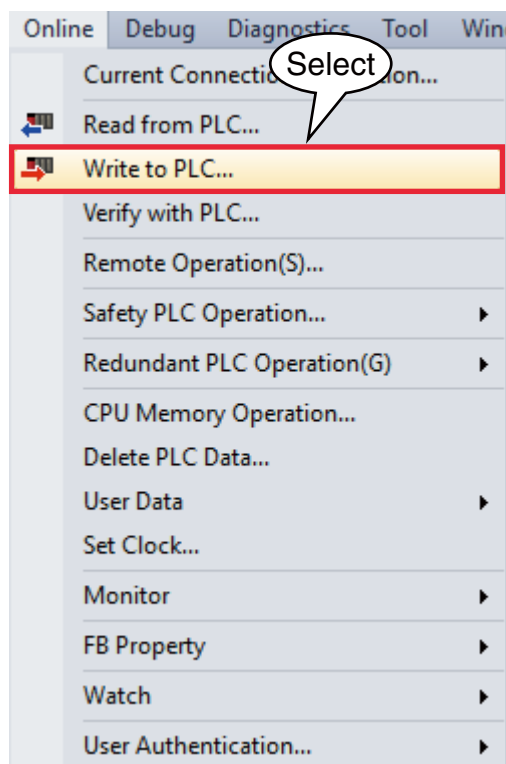 Online Debug Diagnostics Tool Win
Select
Current Connectio ion...
Read from PLC...
Write to PLC...
Verify with PLC...
Remote Operation(S)...
Safety PLC Operation...
Redundant PLC Operation(G)
CPU Memory Operation...
Delete PLC Data...
User Data
Set Clock...
Monitor
FB Property
Watch
User Authentication...